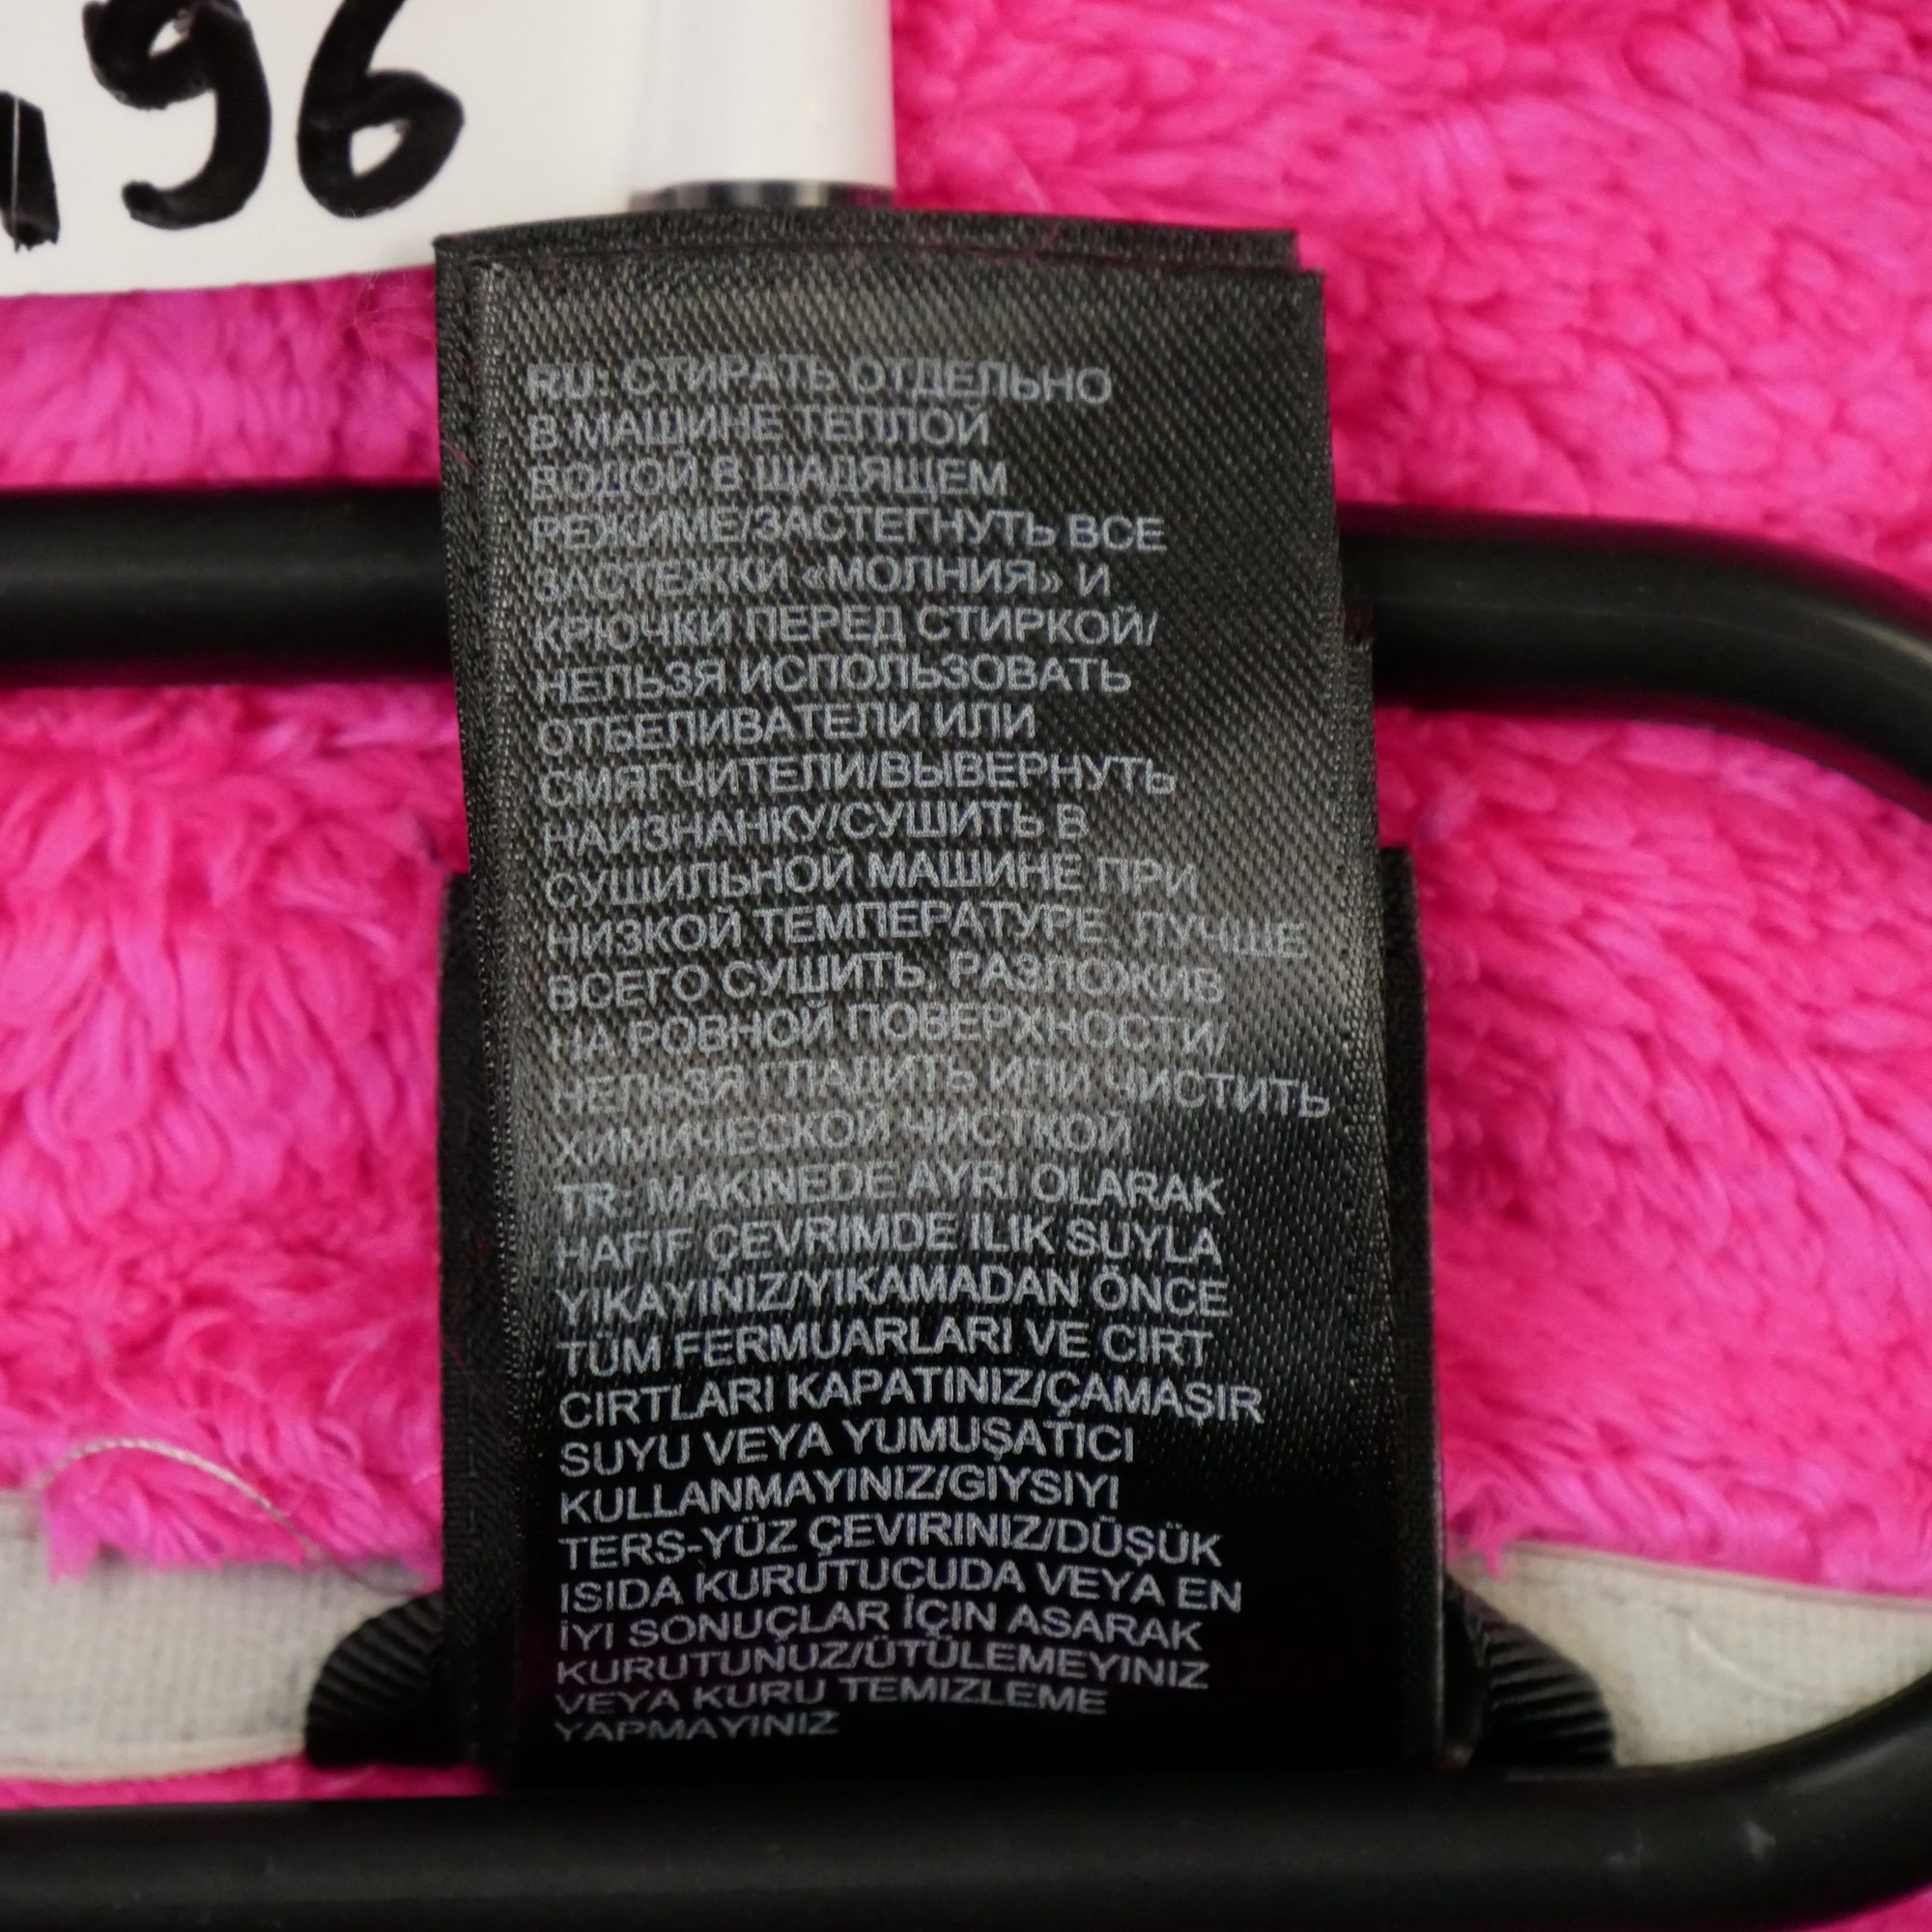 96
RU: СТИРАТЬ ОТДЕЛЬНО
В МАШИНЕ ТЕПЛОЙ
ВОДОЙ В ЩАДЯЩЕМ
РЕЖИМЕ/ЗАСТЕГНУТЬ ВСЕ
ЗАСТЕЖКИ «МОЛНИЯ» И
КРЮЧКИ ПЕРЕД СТИРКОЙ/
НЕЛЬЗЯ ИСПОЛЬЗОВАТЬ
ОТБЕЛИВАТЕЛИ ИЛИ
СМЯГЧИТЕЛИ/ВЫВЕРНУТЬ
НАИЗНАНКУ/СУШИТЬ В
СУШИЛЬНОЙ МАШИНЕ ПРИ
НИЗКОЙ ТЕМПЕРАТУРЕ, ЛУЧШЕ
ВСЕГО СУШИТЬ, РАЗЛОЖИВ
НА РОВНОЙ ПОВЕРХНОСТИ/
НЕЛЬЗЯ ГЛАДИТЬ ИЛИ ЧИСТИТЬ
ХИМИЧЕСКОЙ ЧИСТКОЙ
TR: MAKINEDE AYRI OLARAK
HAFIF ÇEVRIMDE ILIK SUYLA
YIKAYINIZ/YIKAMADAN ÖNCE
TÜM FERMUARLARI VE CIRT
CIRTLARI KAPATINIZ/ÇAMAŞIR
SUYU VEYA YUMUŞATICI
KULLANMAYINIZ/GIYSIYI
TERS-YÜZ ÇEVIRINIZ/DÜŞÜK
ISIDA KURUTUCUDA VEYA EN
İYI SONUÇLAR İÇIN ASARAK
KURUTUNUZ/ÜTÜLEMEYINIZ
VEYA KURU TEMIZLEME
YAPMAYINIZ